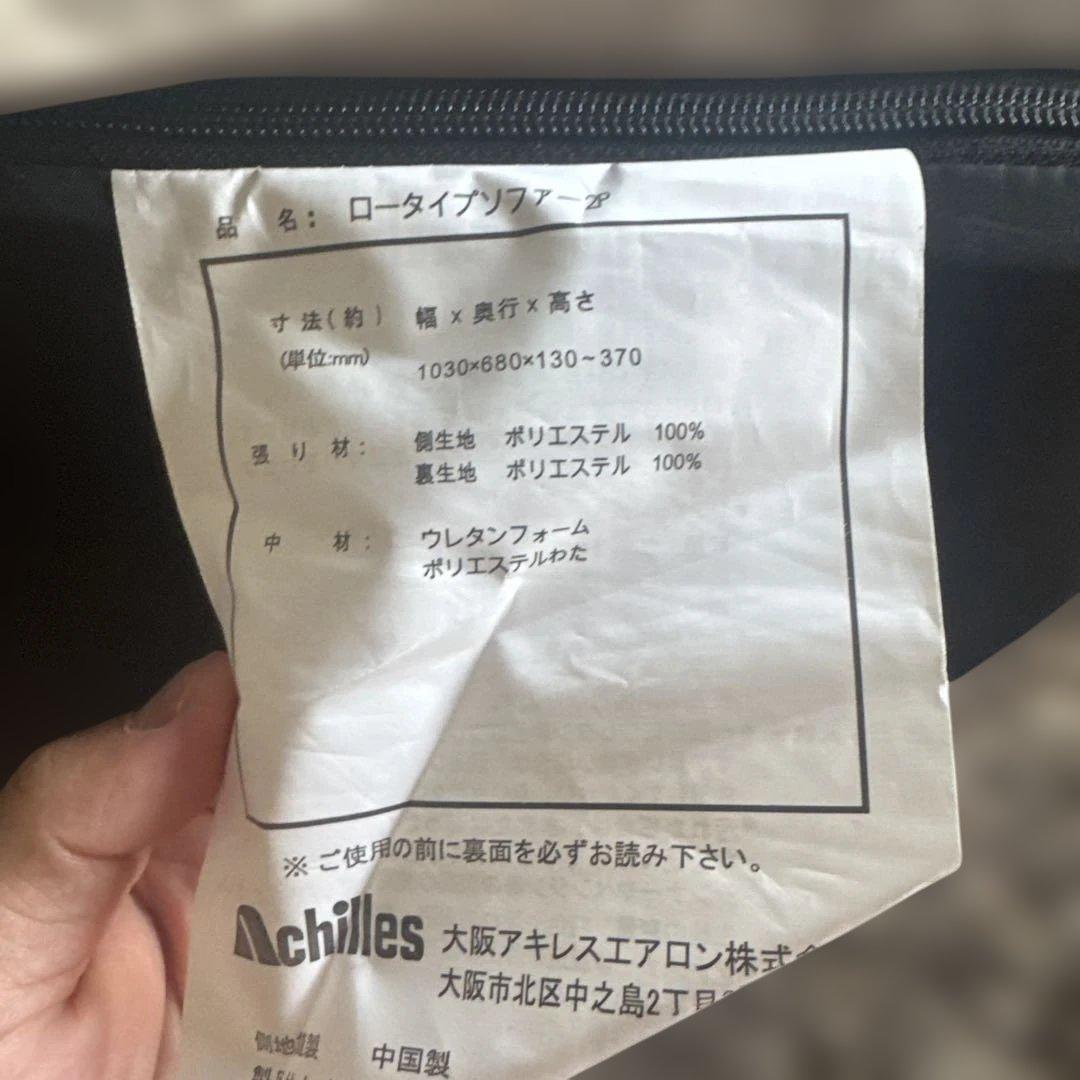 品 名: ロータイプソファー2P
寸 法(約) 幅×奥行×高さ
(単位:mm) 1030×680×130~370
張 り 材: 側生地 ポリエステル 100%
裏生地 ポリエステル 100%
中 材: ウレタンフォーム
ポリエステルわた
※ご使用の前に裏面を必ずお読み下さい。
Achilles 大阪アキレスエアロン株式
大阪市北区中之島2丁目
中国製